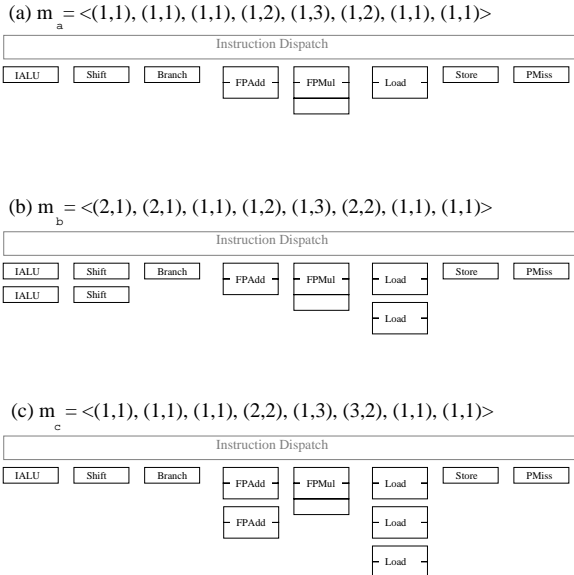 (a) m a = <(1,1), (1,1), (1,1), (1,2), (1,3), (1,2), (1,1), (1,1)>
Instruction Dispatch
IALU Shift Branch FPAdd FPMul Load Store PMiss
(b) m b = <(2,1), (2,1), (1,1), (1,2), (1,3), (2,2), (1,1), (1,1)>
Instruction Dispatch
IALU Shift Branch FPAdd FPMul Load Store PMiss
IALU Shift
Load
(c) m c = <(1,1), (1,1), (1,1), (2,2), (1,3), (3,2), (1,1), (1,1)>
Instruction Dispatch
IALU Shift Branch FPAdd FPMul Load Store PMiss
FPAdd Load
Load